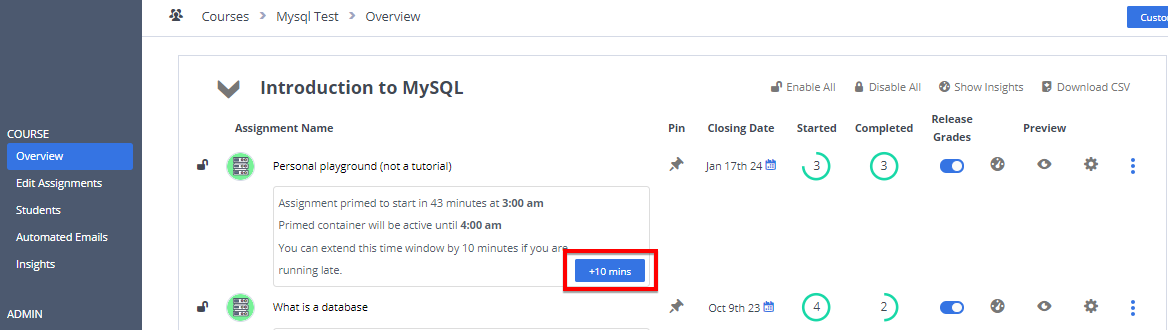 Courses > Mysql Test > Overview
Introduction to MySQL
Enable All
Disable All
Show Insights
Download CSV
Assignment Name
Pin
Closing Date
Started
Completed
Release
Grades
Preview
COURSE
Overview
Edit Assignments
Students
Automated Emails
Insights
ADMIN
Personal playground (not a tutorial)
Jan 17th 24
3
3
Assignment primed to start in 43 minutes at 3:00 am
Primed container will be active until 4:00 am
You can extend this time window by 10 minutes if you are
running late.
+10 mins
What is a database
Oct 9th 23
4
2